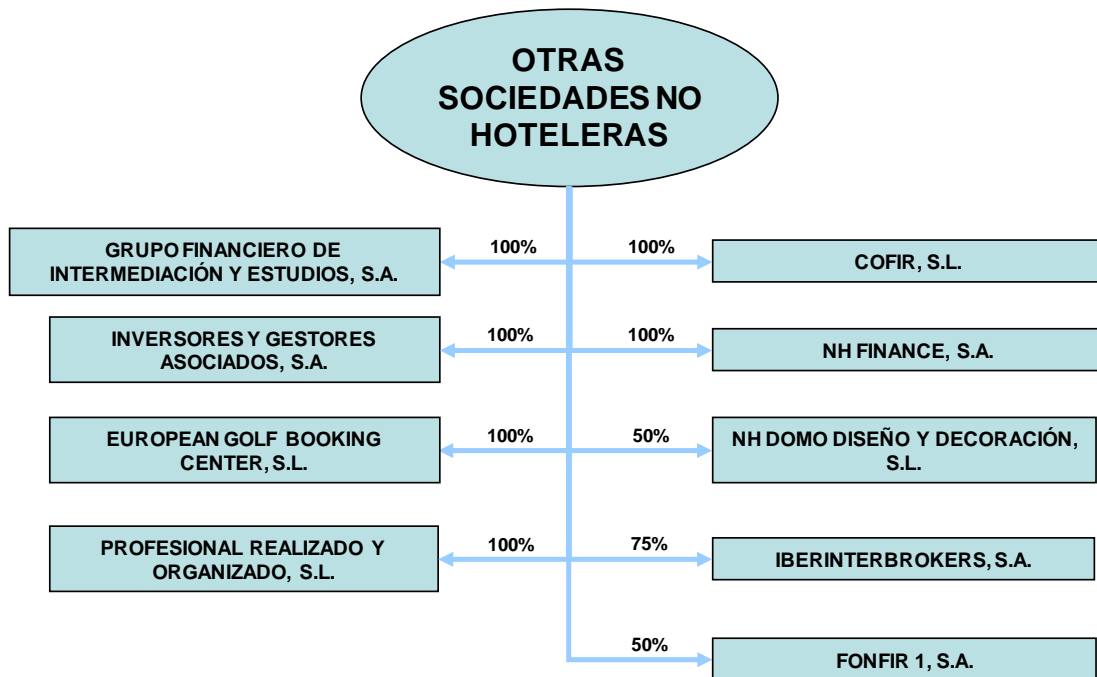 OTRAS
SOCIEDADES NO
HOTELERAS
GRUPO FINANCIERO DE
INTERMEDIACIÓN Y ESTUDIOS, S.A.
100%
100%
COFIR, S.L.
INVERSORES Y GESTORES
ASOCIADOS, S.A.
100%
100%
NH FINANCE, S.A.
EUROPEAN GOLF BOOKING
CENTER, S.L.
100%
50%
NH DOMO DISEÑO Y DECORACIÓN,
S.L.
PROFESIONAL REALIZADO Y
ORGANIZADO, S.L.
100%
75%
IBERINTERBROKERS, S.A.
50%
FONFIR 1, S.A.